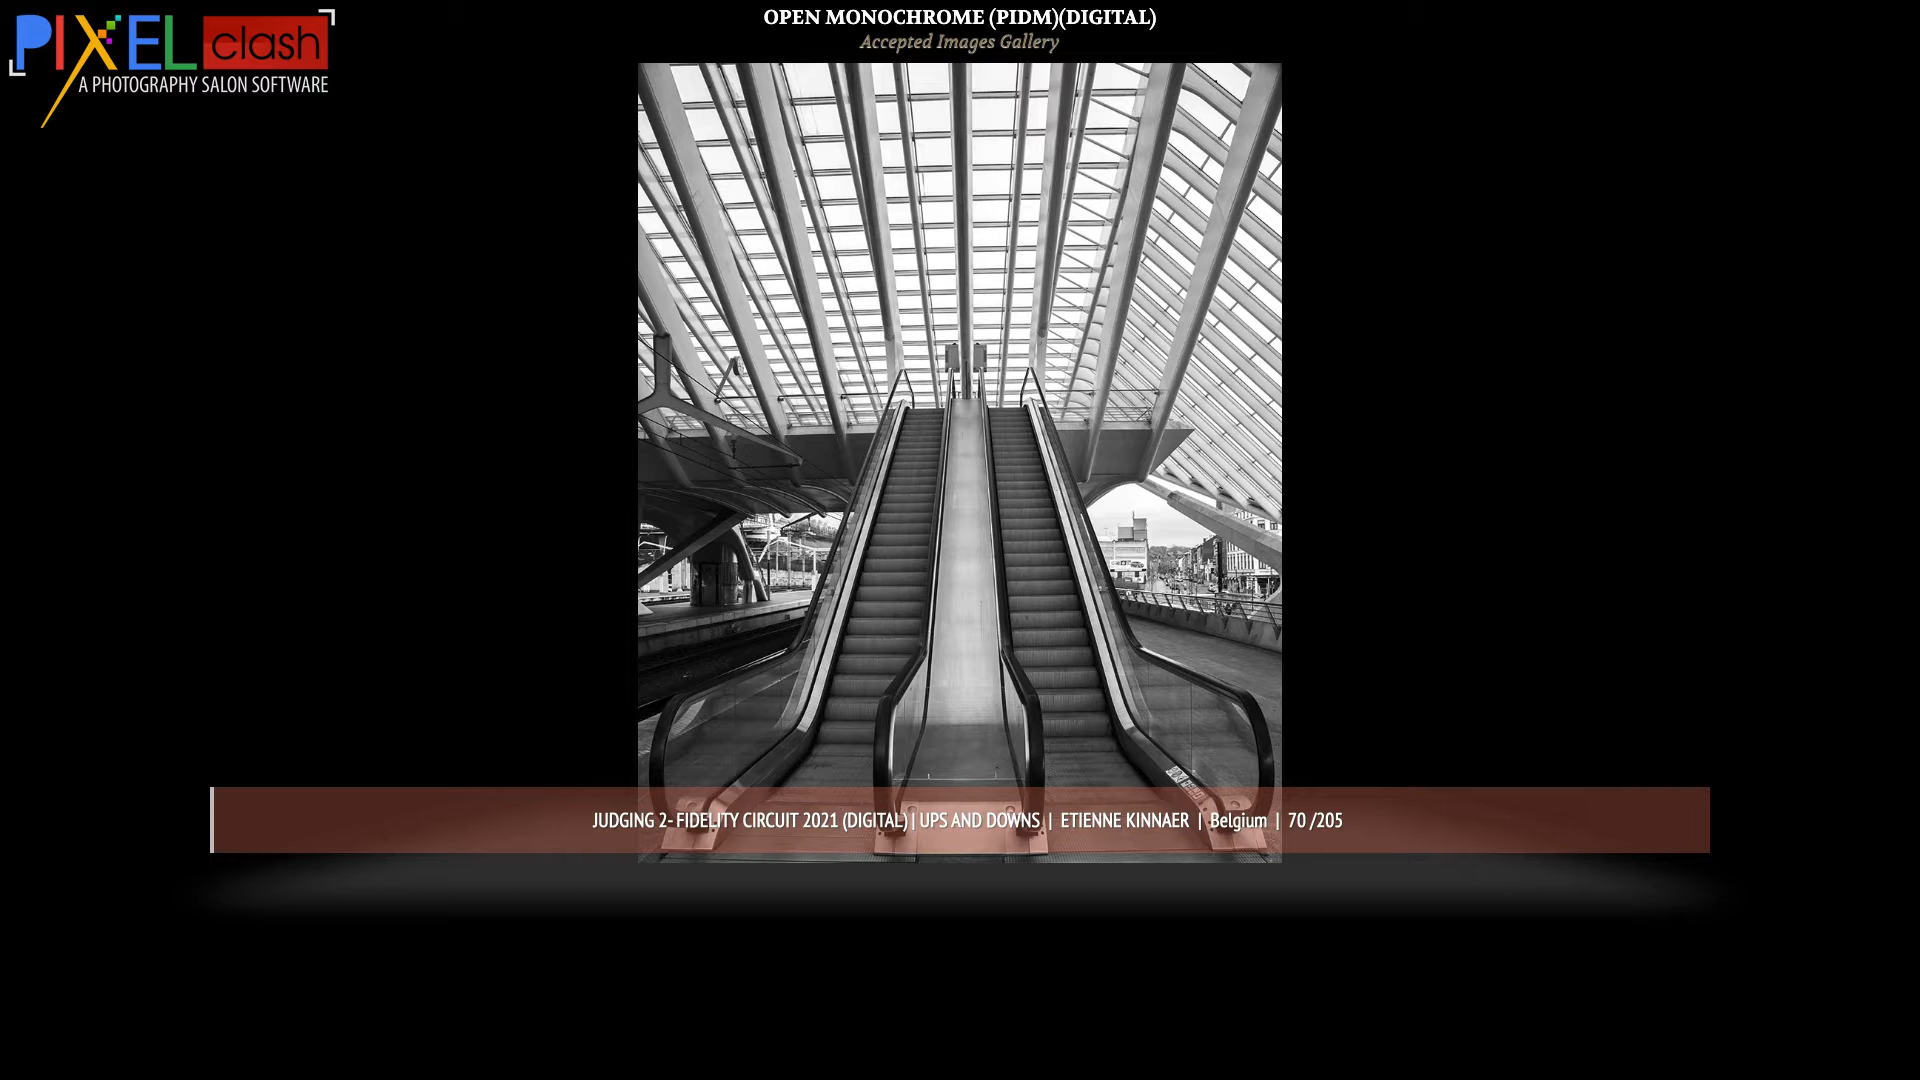 PIXEL clash
A PHOTOGRAPHY SALON SOFTWARE
OPEN MONOCHROME (PIDM)(DIGITAL)
Accepted Images Gallery
JUDGING 2- FIDELITY CIRCUIT 2021 (DIGITAL) | UPS AND DOWNS | ETIENNE KINNAER | Belgium | 70 /205